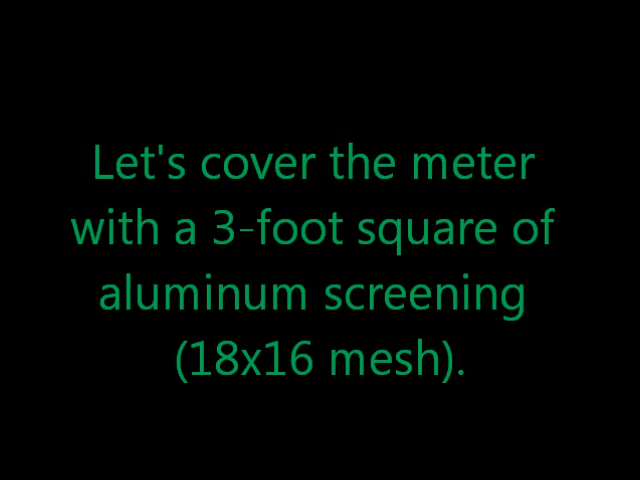 Let's cover the meter
with a 3-foot square of
aluminum screening
(18x16 mesh).